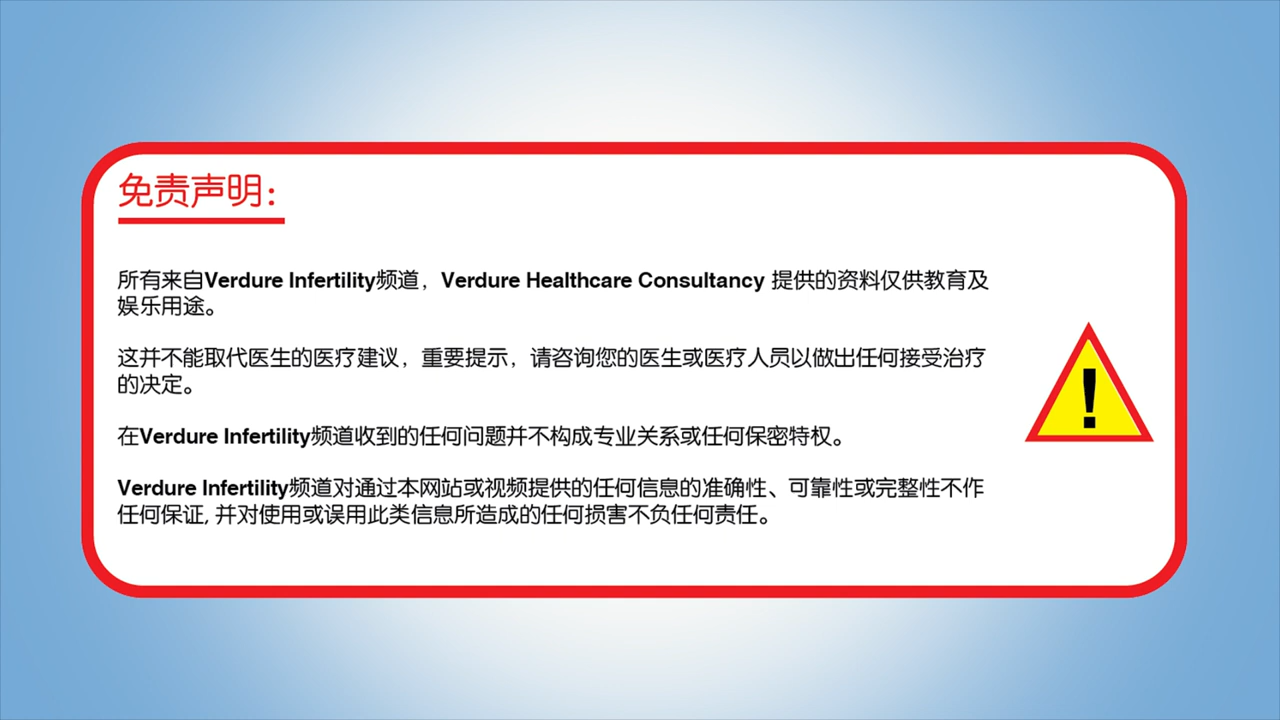 免责声明：
所有来自Verdure Infertility频道，Verdure Healthcare Consultancy 提供的资料仅供教育及
娱乐用途。
这并不能取代医生的医疗建议，重要提示，请咨询您的医生或医疗人员以做出任何接受治疗
的决定。
在Verdure Infertility频道收到的任何问题并不构成专业关系或任何保密特权。
Verdure Infertility频道对通过本网站或视频提供的任何信息的准确性、可靠性或完整性不作
任何保证, 并对使用或误用此类信息所造成的任何损害不负任何责任。
!